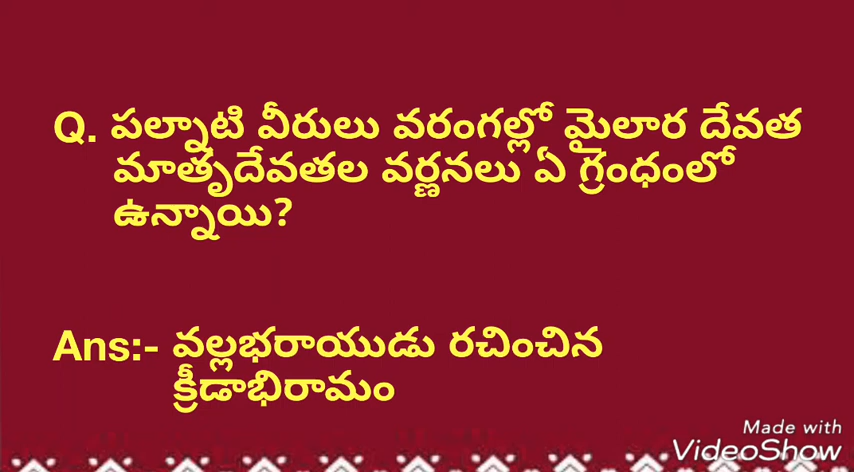 Q. పల్నాటి వీరులు వరంగల్లో మైలార దేవత
మాతృదేవతల వర్ణనలు ఏ గ్రంధంలో
ఉన్నాయి?
Ans:- వల్లభరాయుడు రచించిన
క్రీడాభిరామం
Made with
VideoShow